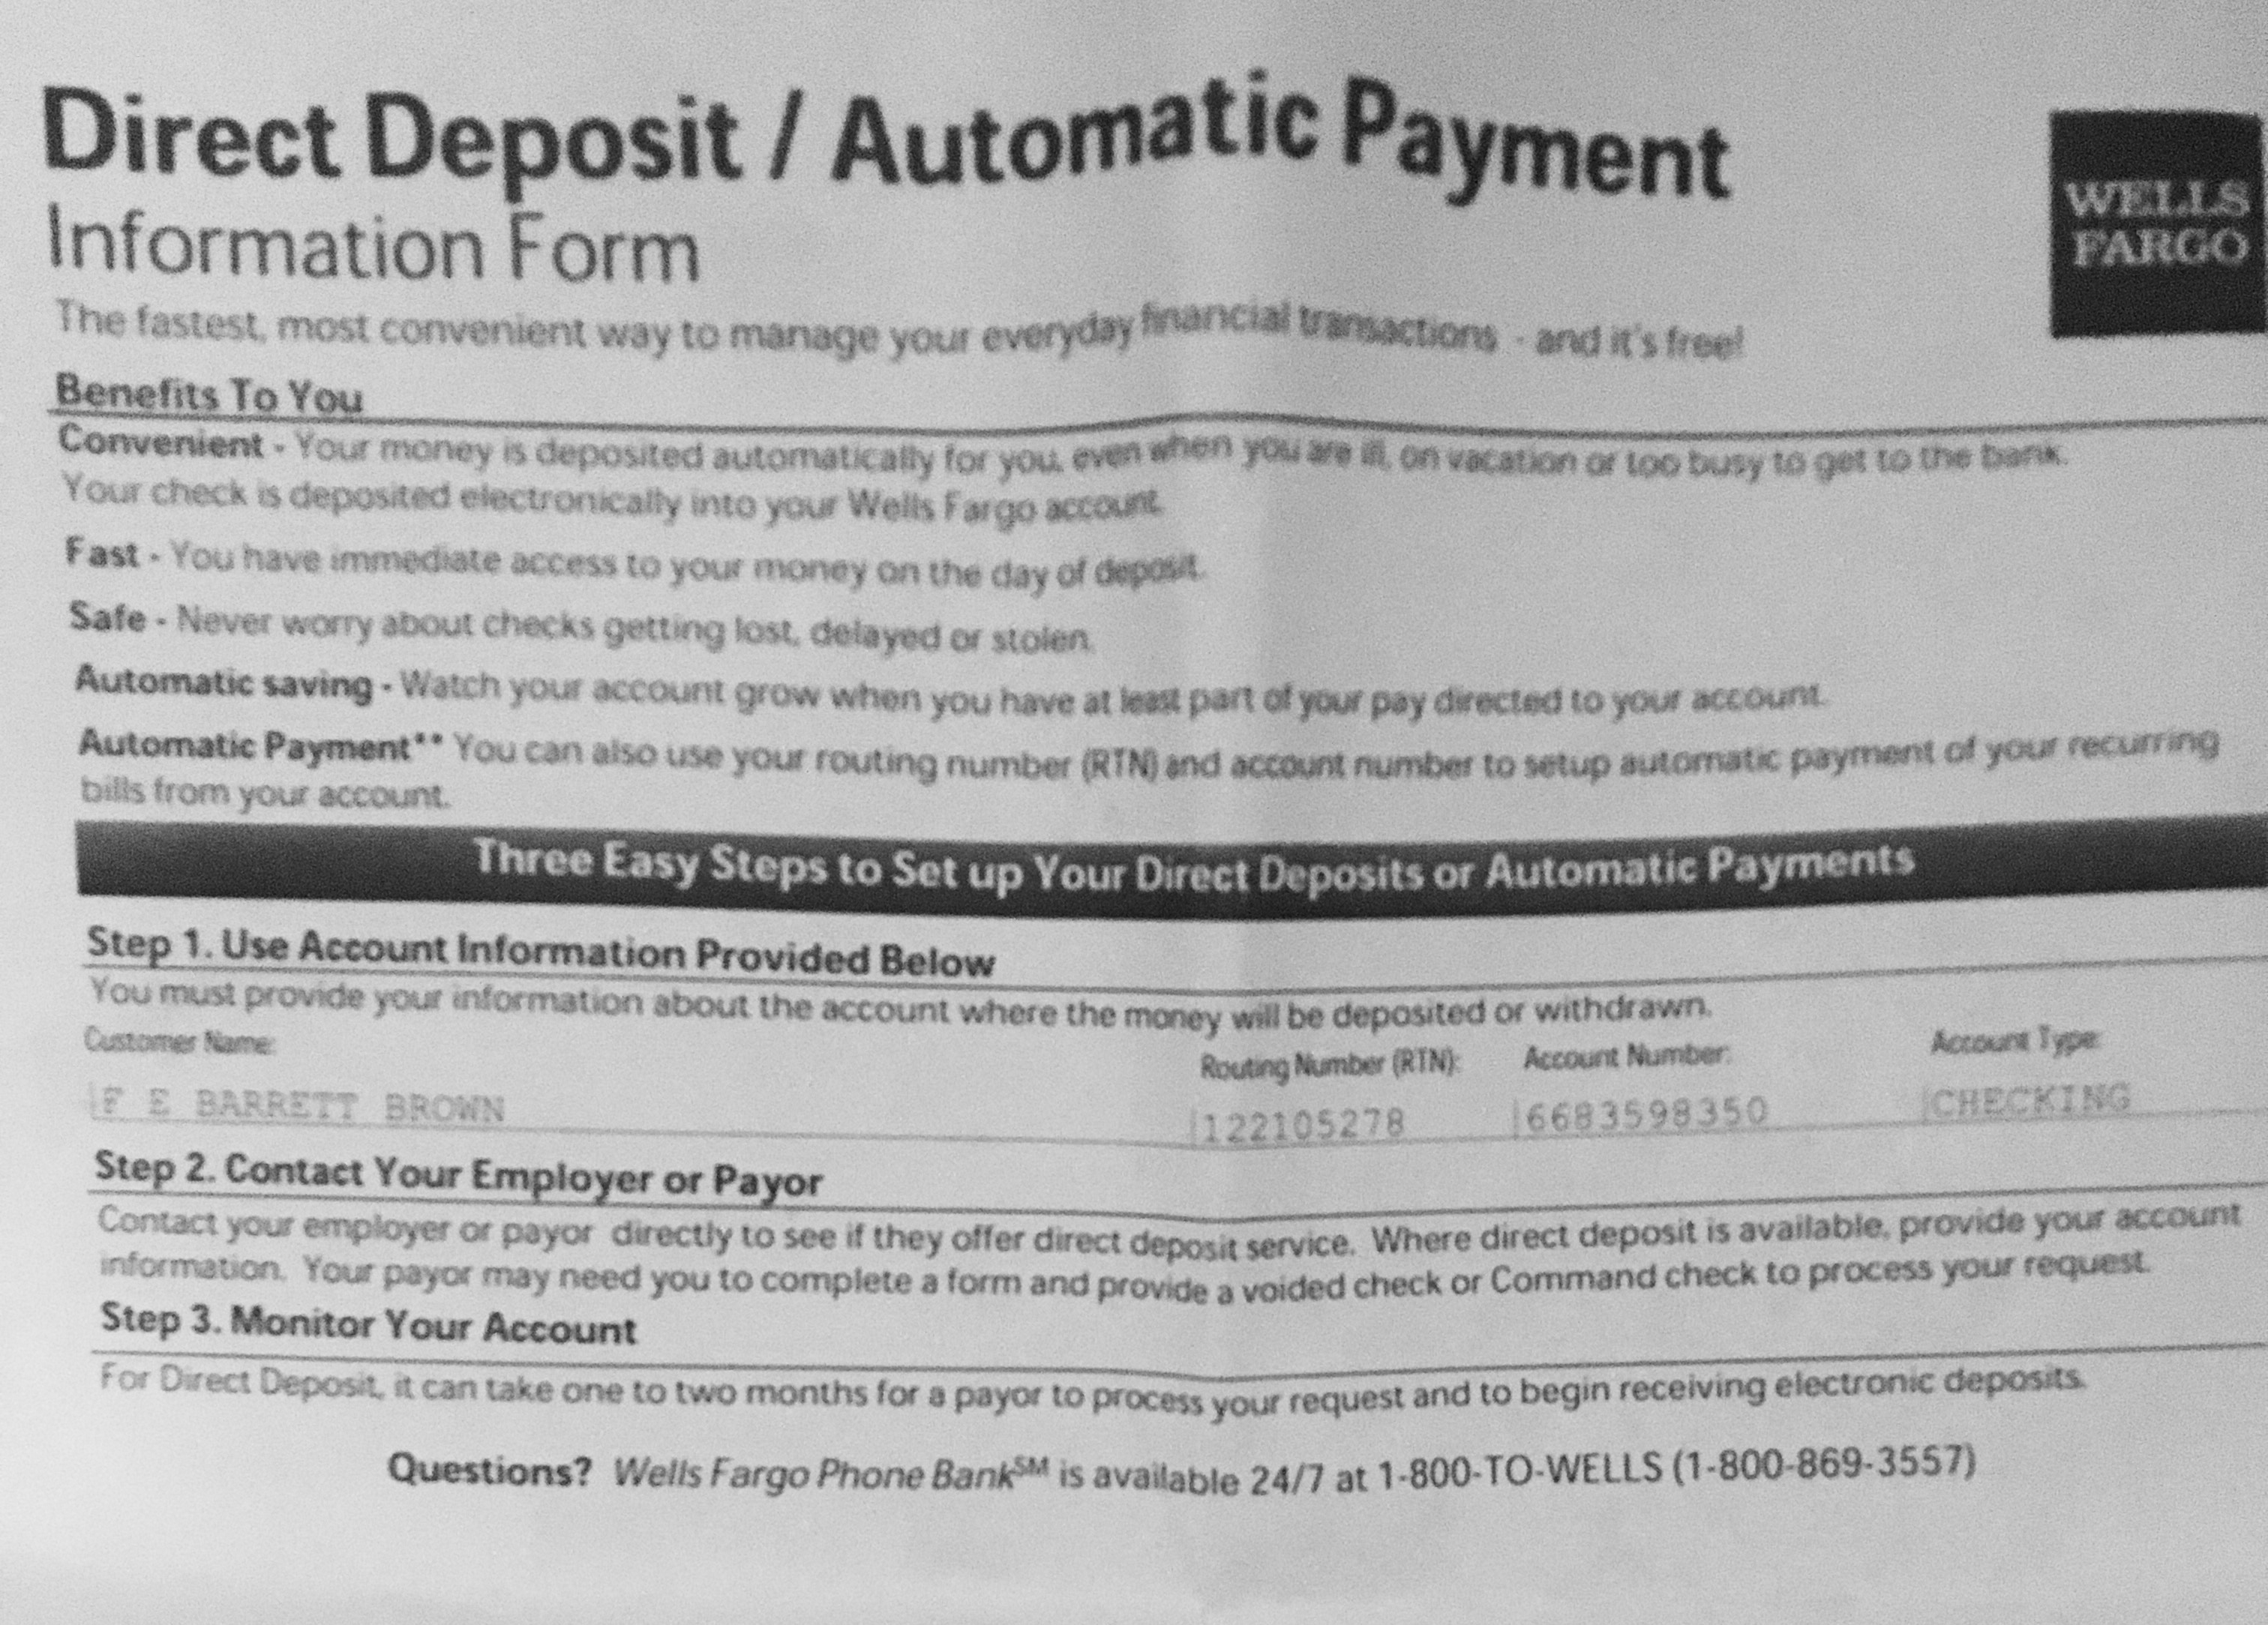 Direct Deposit / Automatic Payment
Information Form
WELLS
FARGO
The fastest, most convenient way to manage your everyday financial transactions - and it's free!
Benefits To You
Convenient - Your money is deposited automatically for you, even when you are ill, on vacation or too busy to get to the bank.
Your check is deposited electronically into your Wells Fargo account.
Fast - You have immediate access to your money on the day of deposit.
Safe - Never worry about checks getting lost, delayed or stolen.
Automatic saving - Watch your account grow when you have at least part of your pay directed to your account.
Automatic Payment** You can also use your routing number (RTN) and account number to setup automatic payment of your recurring
bills from your account.
Three Easy Steps to Set up Your Direct Deposits or Automatic Payments
Step 1. Use Account Information Provided Below
You must provide your information about the account where the money will be deposited or withdrawn.
Customer Name: Routing Number (RTN): Account Number: Account Type:
F E BARRETT BROWN 122105278 6683598350 CHECKING
Step 2. Contact Your Employer or Payor
Contact your employer or payor directly to see if they offer direct deposit service. Where direct deposit is available, provide your account
information. Your payor may need you to complete a form and provide a voided check or Command check to process your request.
Step 3. Monitor Your Account
For Direct Deposit, it can take one to two months for a payor to process your request and to begin receiving electronic deposits.
Questions? Wells Fargo Phone Bank℠ is available 24/7 at 1-800-TO-WELLS (1-800-869-3557)